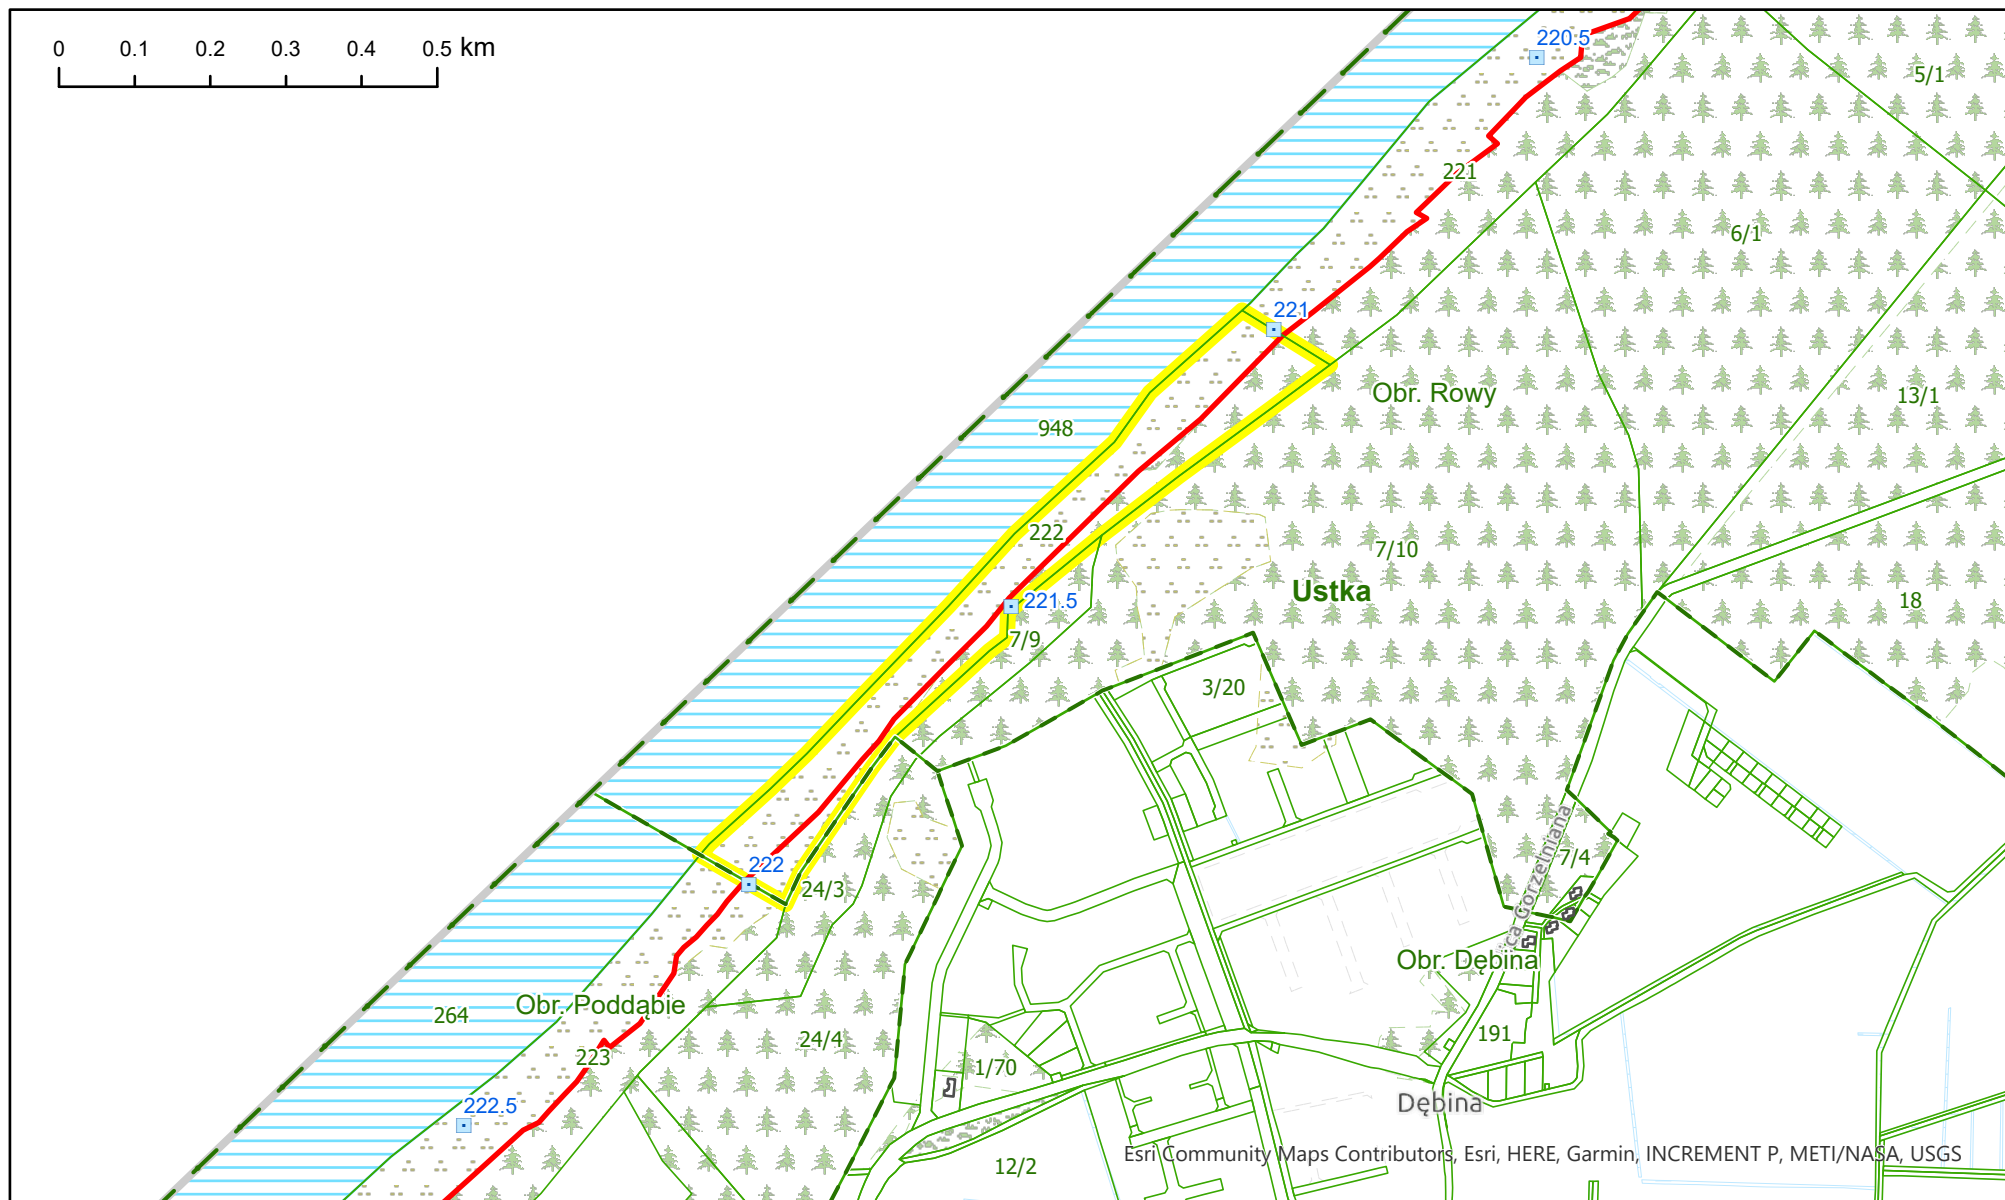 0 0.1 0.2 0.3 0.4 0.5 km
220.5
5/1
221
6/1
221
Obr. Rowy
13/1
948
222
7/10
Ustka
221.5
18
7/9
3/20
222
24/3
7/4
ica Gorzelniana
Obr. Dębina
Obr. Poddąbie
264
223
24/4
191
1/70
222.5
Dębina
12/2
Esri Community Maps Contributors, Esri, HERE, Garmin, INCREMENT P, METI/NASA, USGS